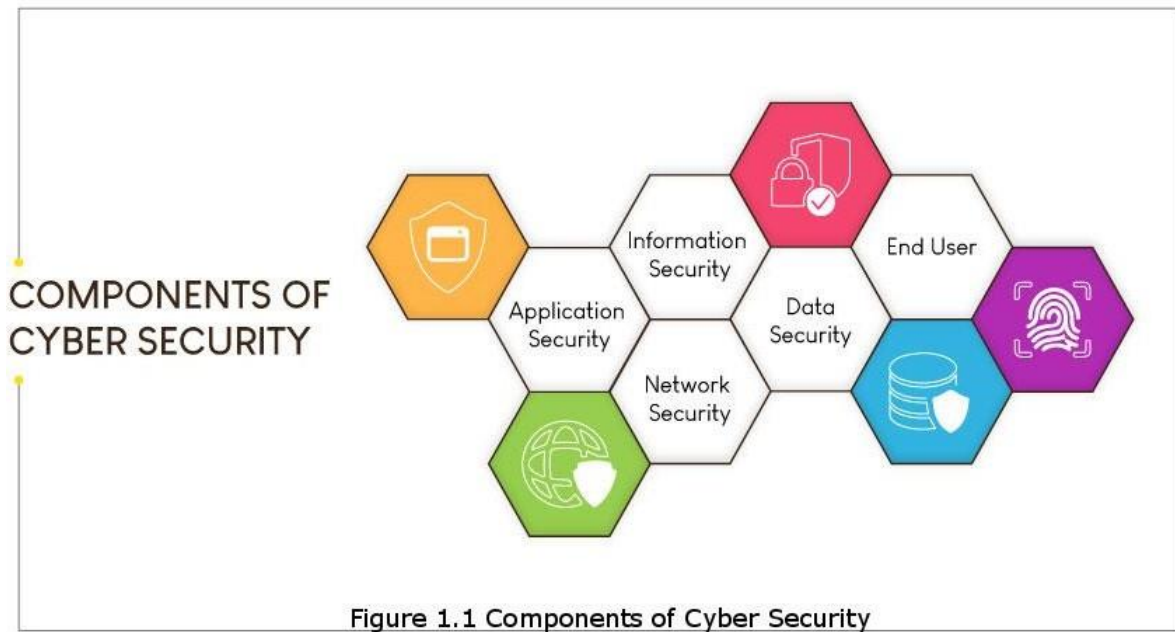 COMPONENTS OF
CYBER SECURITY
Application
Security
Information
Security
Network
Security
Data
Security
End User
Figure 1.1 Components of Cyber Security